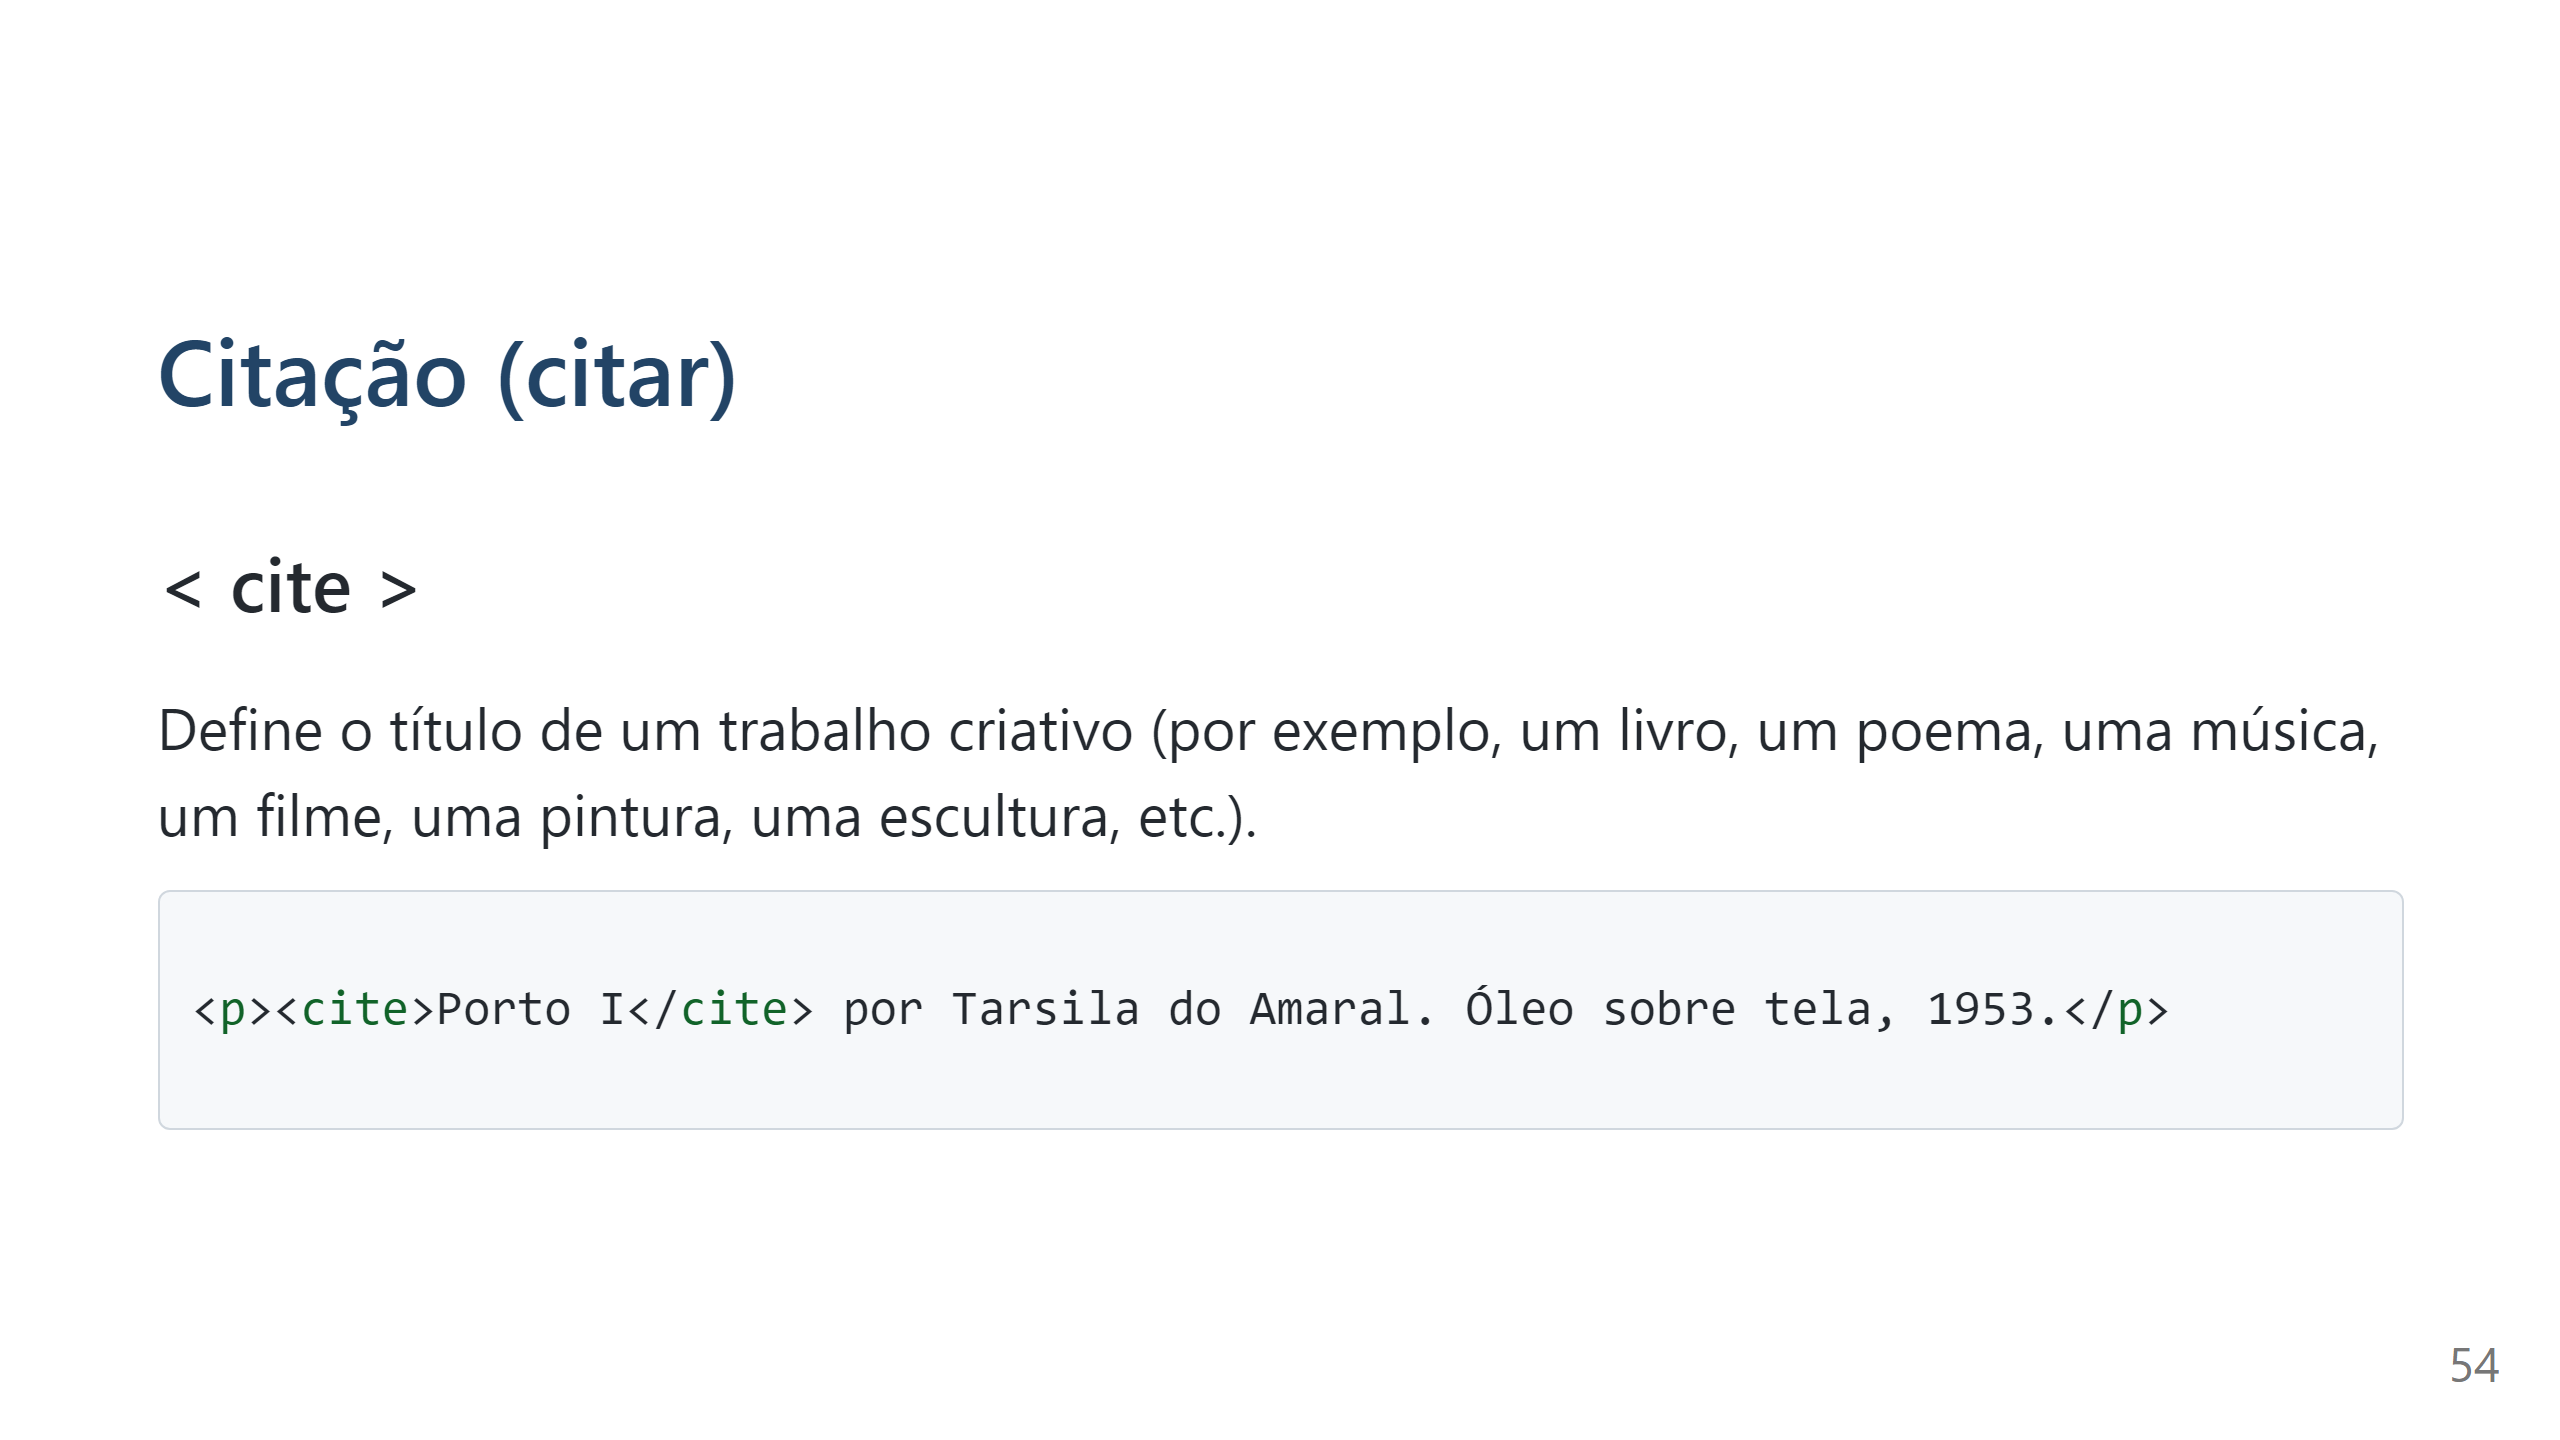 Citação (citar)
< cite >
Define o título de um trabalho criativo (por exemplo, um livro, um poema, uma música,
um filme, uma pintura, uma escultura, etc.).
<p><cite>Porto I</cite> por Tarsila do Amaral. Óleo sobre tela, 1953.</p>
54